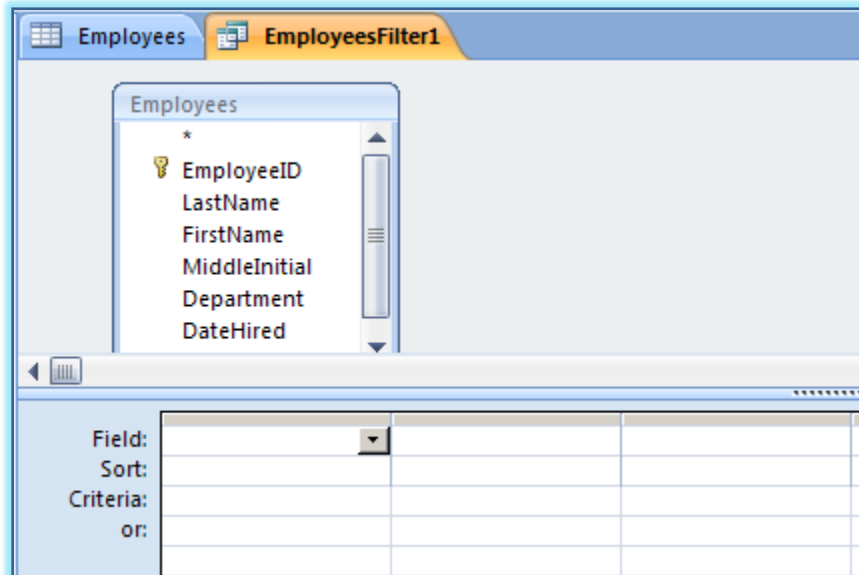 Employees EmployeesFilter1
Employees
*
EmployeeID
LastName
FirstName
MiddleInitial
Department
DateHired
Field:
Sort:
Criteria:
or: